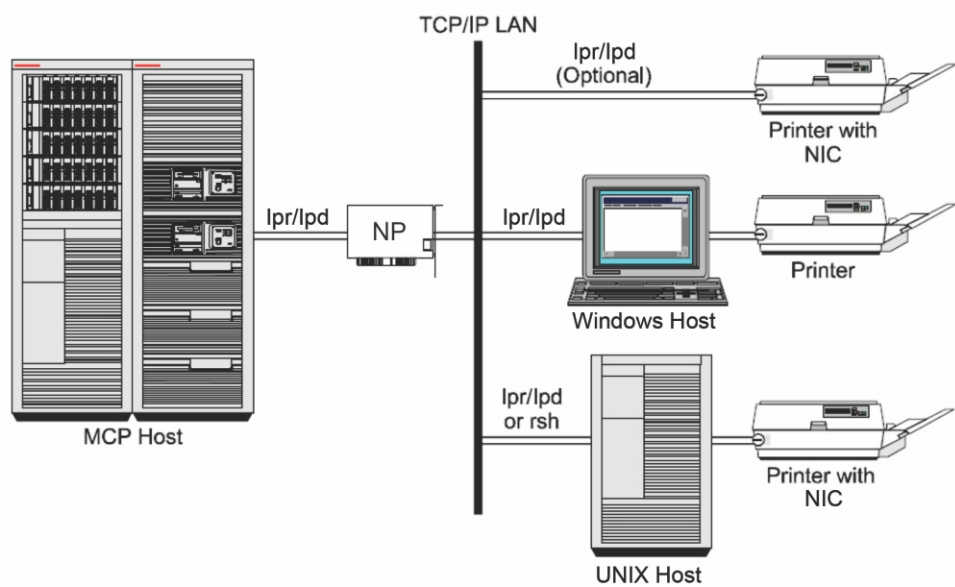 TCP/IP LAN
lpr/lpd
(Optional)
Printer with
NIC
lpr/lpd
NP
lpr/lpd
Printer
Windows Host
MCP Host
lpr/lpd
or rsh
Printer with
NIC
UNIX Host